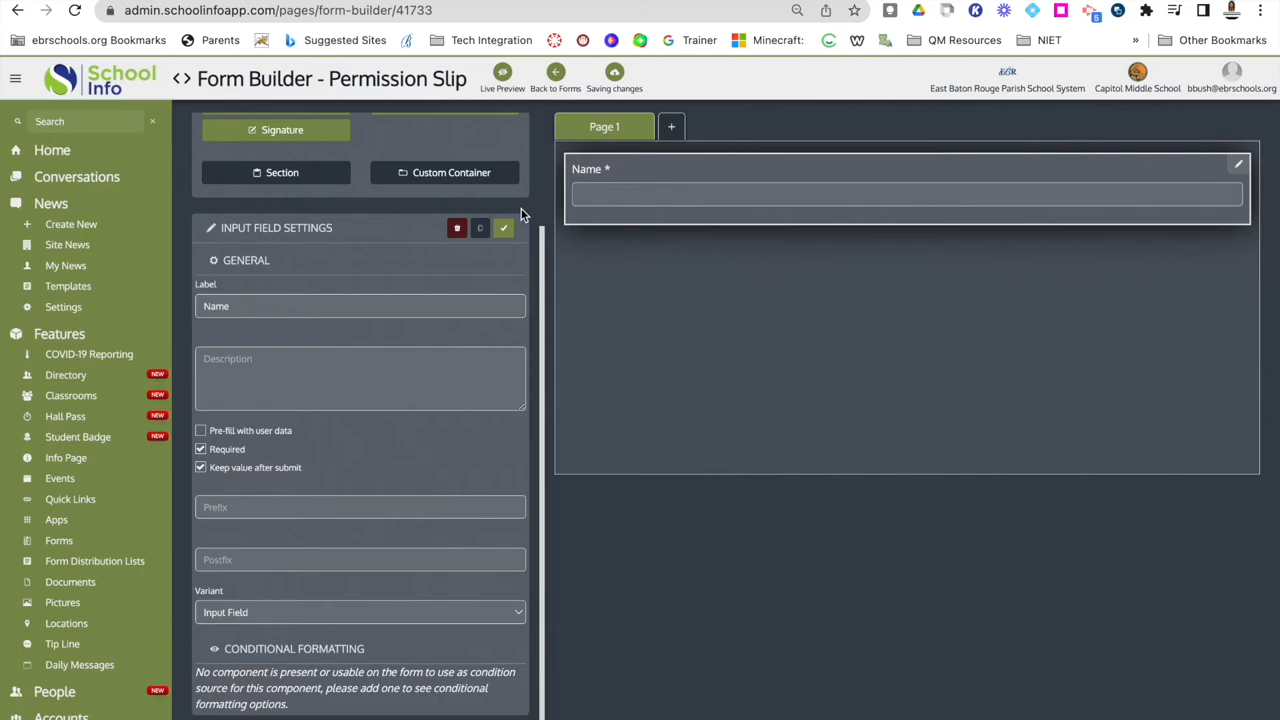 admin.schoolinfoapp.com/pages/form-builder/41733
ebrschools.org Bookmarks
Parents
Suggested Sites
Tech Integration
Trainer
Minecraft:
QM Resources
NIET
»
Other Bookmarks
School
Info
<> Form Builder - Permission Slip
Live Preview
Back to Forms
Saving changes
East Baton Rouge Parish School System
Capitol Middle School
bbush@ebrschools.org
Search
Home
Conversations
News
Create New
Site News
My News
Templates
Settings
Features
COVID-19 Reporting
Directory NEW
Classrooms NEW
Hall Pass NEW
Student Badge NEW
Info Page
Events
Quick Links
Apps
Forms
Form Distribution Lists
Documents
Pictures
Locations
Tip Line
Daily Messages
People NEW
Accounts
Signature
Section
Custom Container
INPUT FIELD SETTINGS
GENERAL
Label
Name
Description
Pre-fill with user data
Required
Keep value after submit
Prefix
Postfix
Variant
Input Field
CONDITIONAL FORMATTING
No component is present or usable on the form to use as condition
source for this component, please add one to see conditional
formatting options.
Page 1
+
Name *